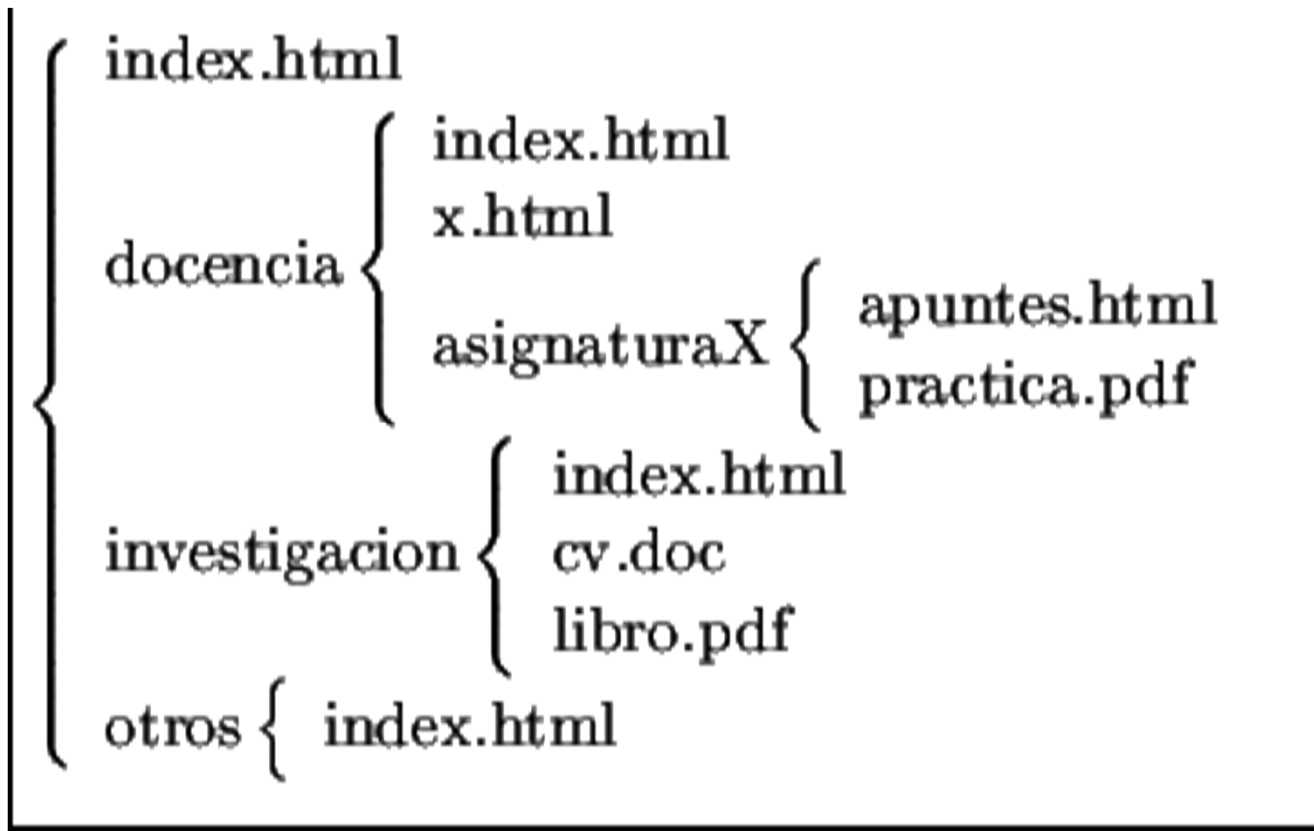 index.html
docencia
index.html
x.html
asignaturaX
apuntes.html
practica.pdf
investigacion
index.html
cv.doc
libro.pdf
otros
index.html